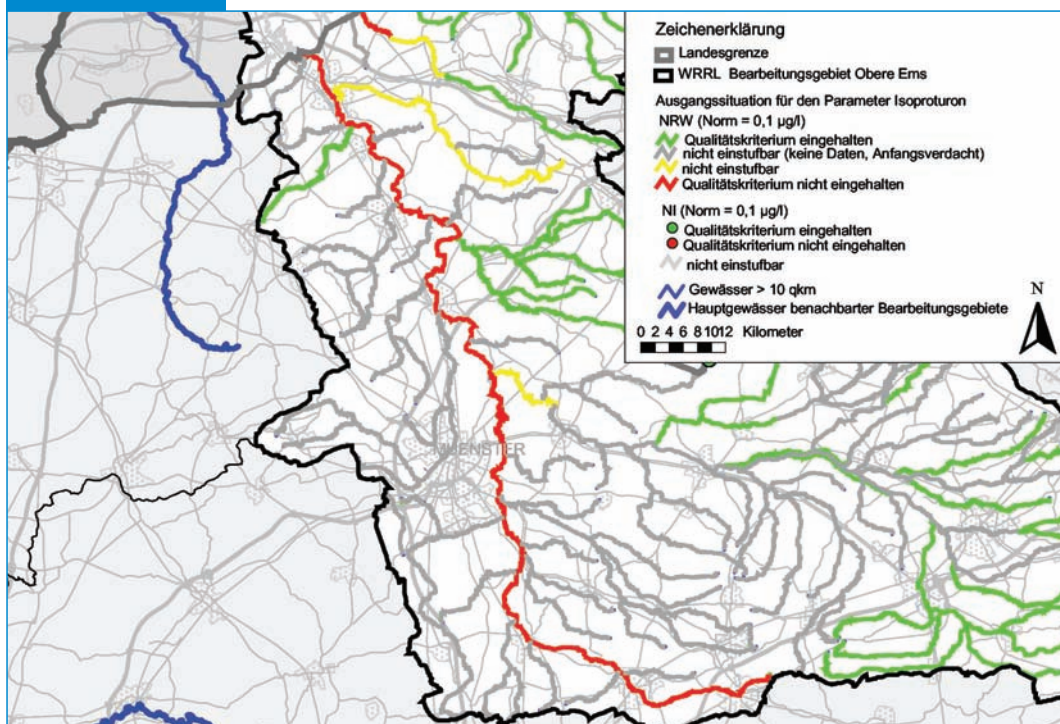 Zeichenerklärung
Landesgrenze
WRRL Bearbeitungsgebiet Obere Ems
Ausgangssituation für den Parameter Isoproturon
NRW (Norm = 0,1 µg/l)
Qualitätskriterium eingehalten
nicht einstufbar (keine Daten, Anfangsverdacht)
nicht einstufbar
Qualitätskriterium nicht eingehalten
NI (Norm = 0,1 µg/l)
Qualitätskriterium eingehalten
Qualitätskriterium nicht eingehalten
nicht einstufbar
Gewässer > 10 qkm
Hauptgewässer benachbarter Bearbeitungsgebiete
N
0 2 4 6 8 10 12 Kilometer
MUENSTER